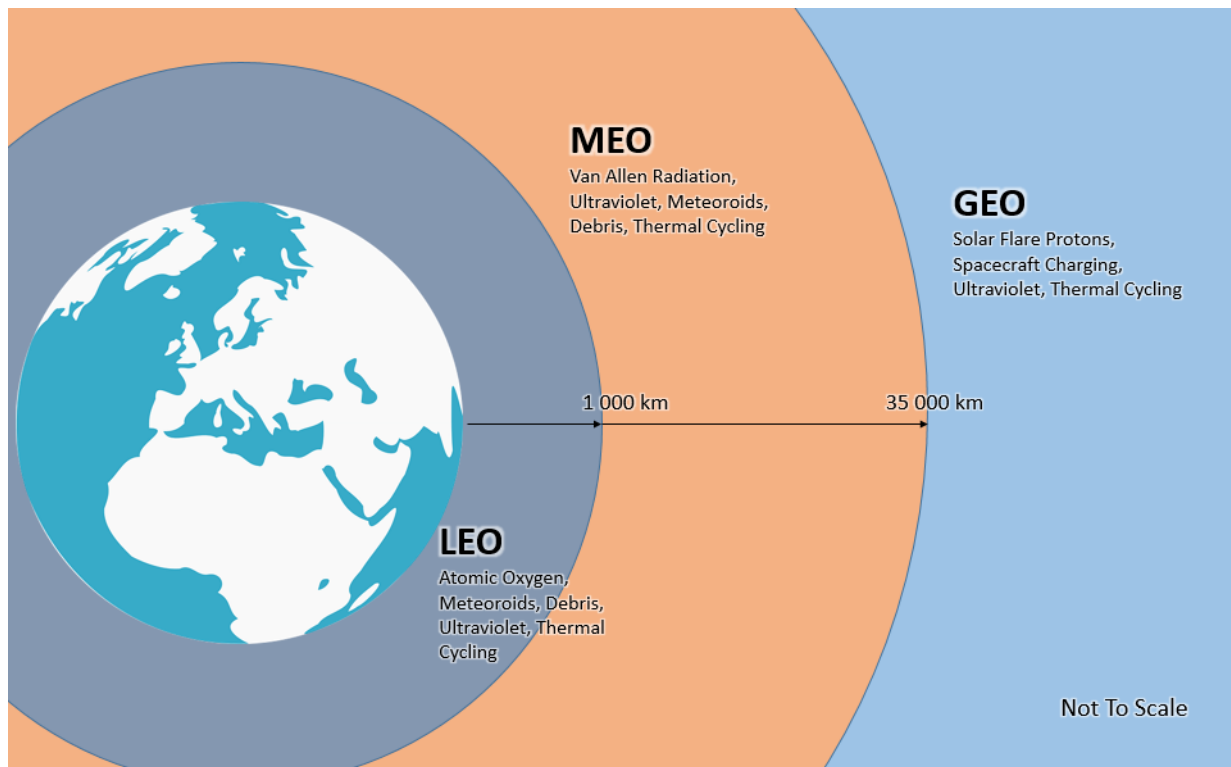 MEO
Van Allen Radiation,
Ultraviolet, Meteoroids,
Debris, Thermal Cycling
GEO
Solar Flare Protons,
Spacecraft Charging,
Ultraviolet, Thermal Cycling
1 000 km
35 000 km
LEO
Atomic Oxygen,
Meteoroids, Debris,
Ultraviolet, Thermal
Cycling
Not To Scale